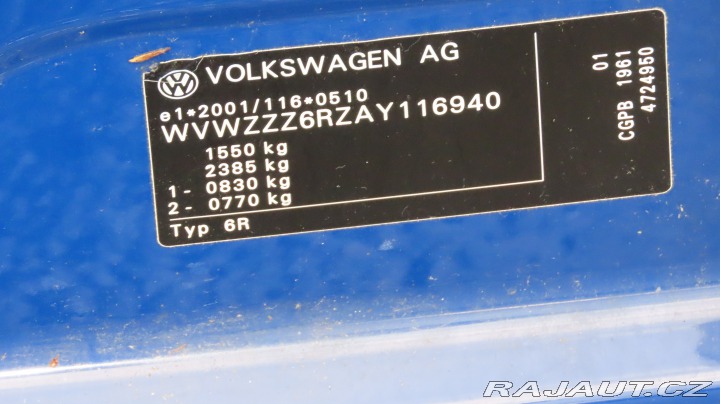 VOLKSWAGEN AG
e1*2001/116*0510
WVWZZZ6RZAY116940
1550 kg
2385 kg
1- 0830 kg
2- 0770 kg
Typ 6R
01
CGPB 1961
4724950
RAJAUT.CZ